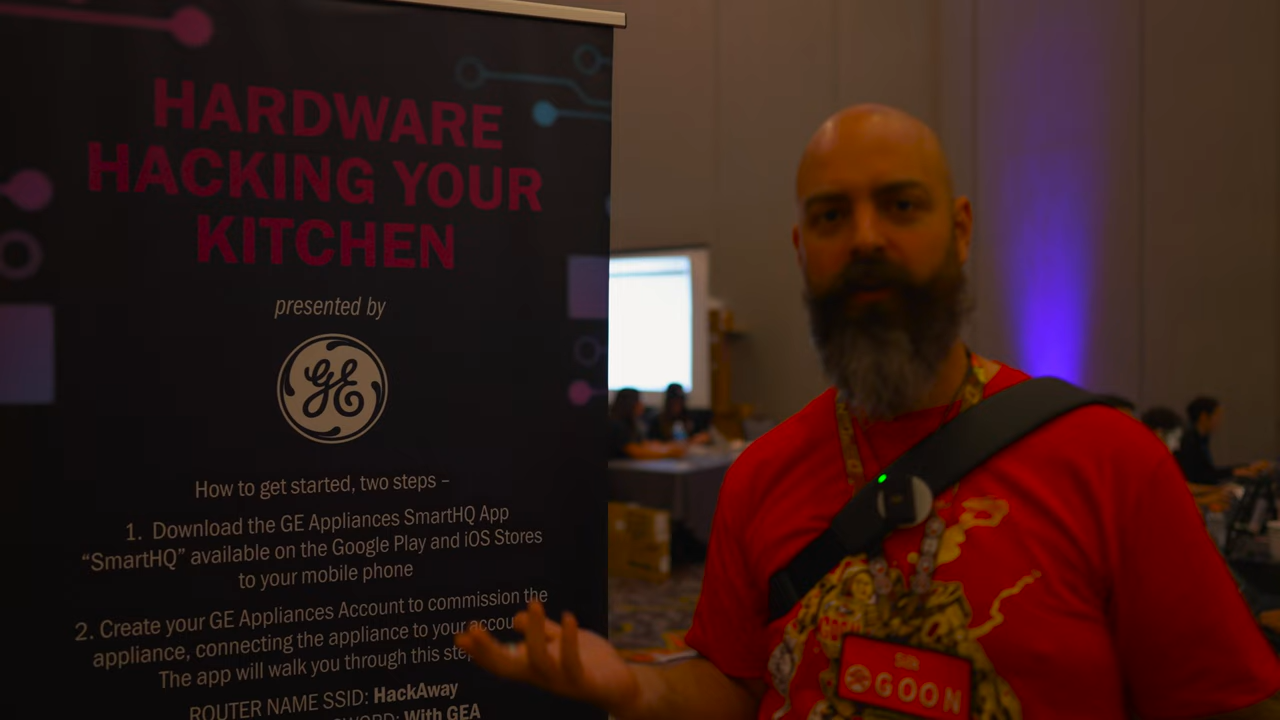 HARDWARE
HACKING YOUR
KITCHEN
presented by
GE
How to get started, two steps –
1. Download the GE Appliances SmartHQ App
“SmartHQ” available on the Google Play and iOS Stores
to your mobile phone
2. Create your GE Appliances Account to commission the
appliance, connecting the appliance to your
The app will walk you through this
ROUTER NAME SSID: HackAway
With GEA
GOON